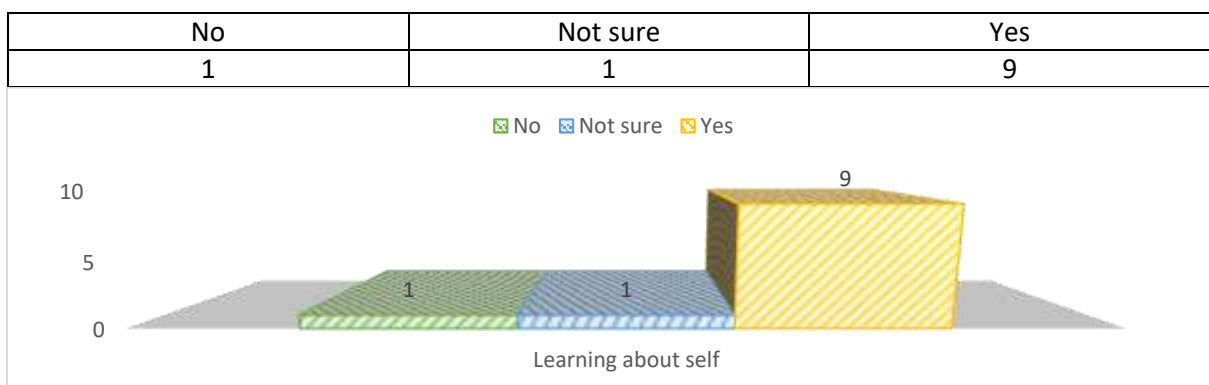 No Not sure Yes
1 1 9
No Not sure Yes
9
10
5
1 1
0
Learning about self